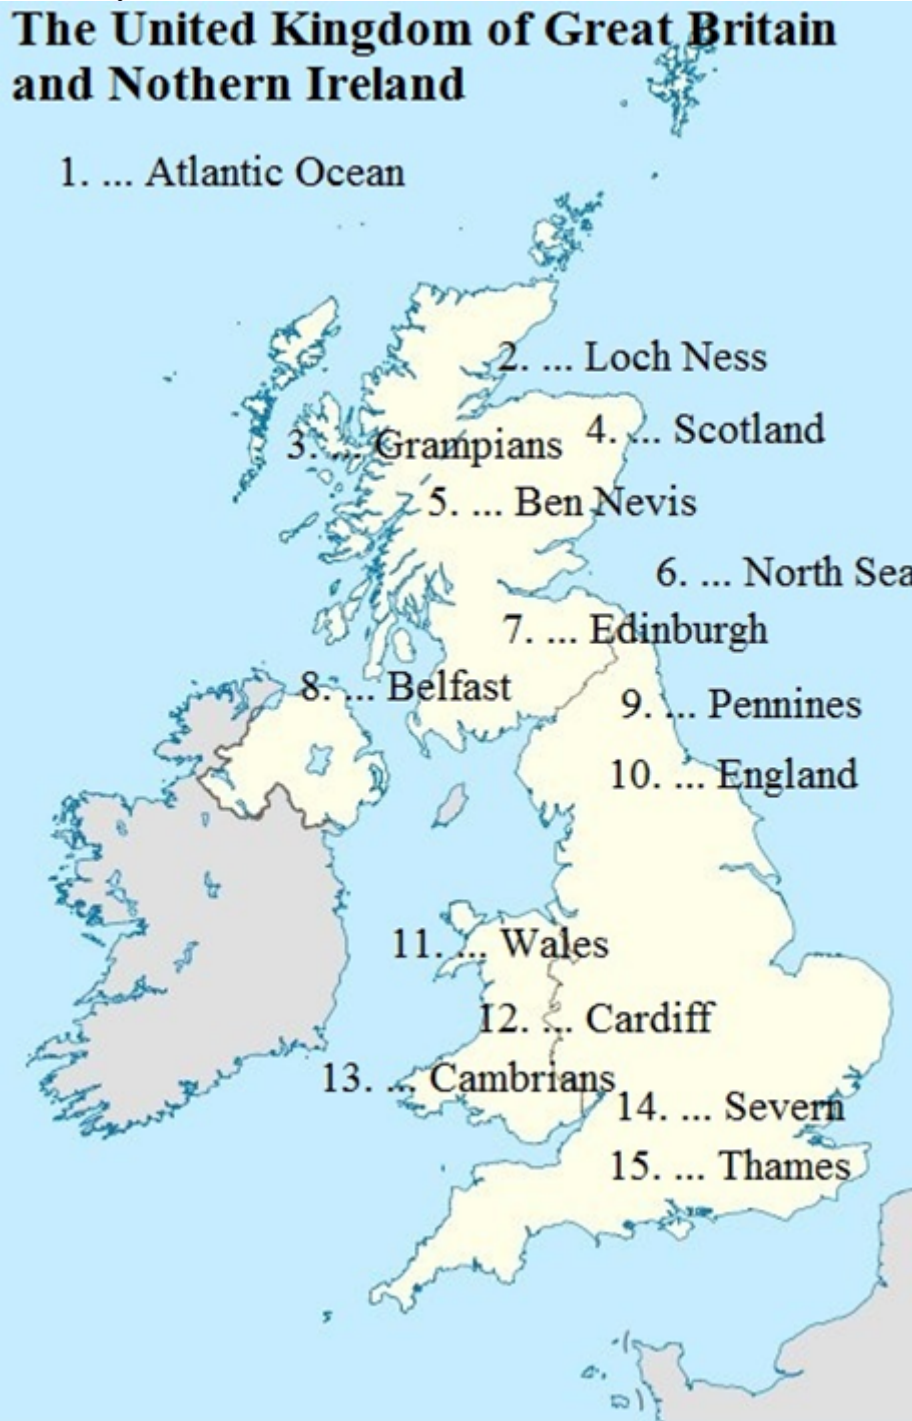 The United Kingdom of Great Britain
and Nothern Ireland
1. ... Atlantic Ocean
2. ... Loch Ness
3. ... Grampians
4. ... Scotland
5. ... Ben Nevis
6. ... North Sea
7. ... Edinburgh
8. ... Belfast
9. ... Pennines
10. ... England
11. ... Wales
12. ... Cardiff
13. ... Cambrians
14. ... Severn
15. ... Thames